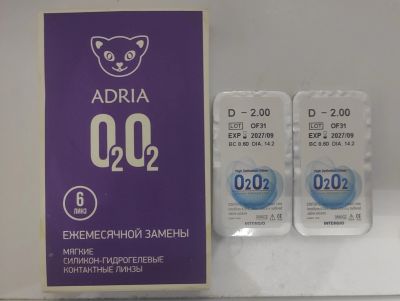 ADRIA
O2O2
6
ЛИНЗ
ЕЖЕМЕСЯЧНОЙ ЗАМЕНЫ
МЯГКИЕ
СИЛИКОН-ГИДРОГЕЛЕВЫЕ
КОНТАКТНЫЕ ЛИНЗЫ
D – 2.00
LOT OF31
EXP 2027/09
BC 8.60 DIA. 14.2
O2O2
INTEROJO
D – 2.00
LOT OF31
EXP 2027/09
BC 8.60 DIA. 14.2
O2O2
INTEROJO